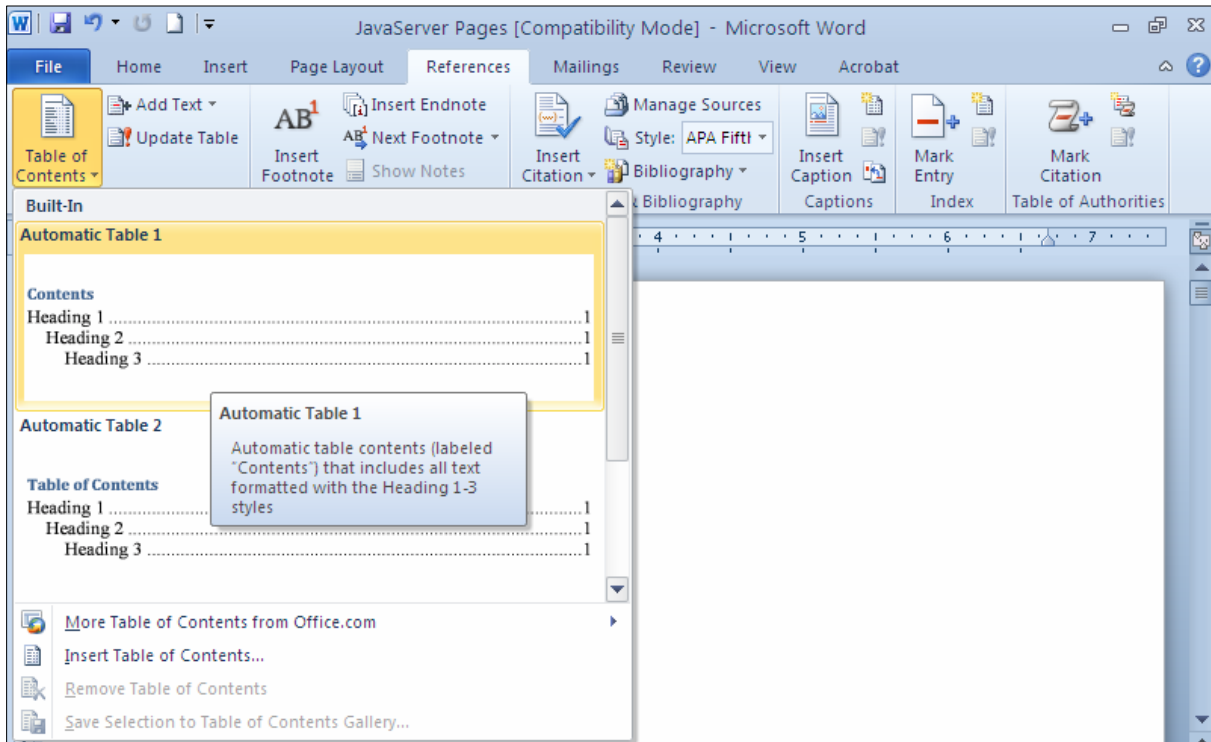 W
JavaServer Pages [Compatibility Mode] - Microsoft Word
File Home Insert Page Layout References Mailings Review View Acrobat
Table of Contents
Add Text
Update Table
AB1
Insert Footnote
Insert Endnote
Next Footnote
Show Notes
Insert Citation
Manage Sources
Style: APA Fifth
Bibliography
Insert Caption
Mark Entry
Mark Citation
& Bibliography Captions Index Table of Authorities
4 5 6 7
Built-In
Automatic Table 1
Contents
Heading 1 ........ 1
Heading 2 ........ 1
Heading 3 ........ 1
Automatic Table 1
Automatic table contents (labeled
"Contents") that includes all text
formatted with the Heading 1-3
styles
Automatic Table 2
Table of Contents
Heading 1 ........ 1
Heading 2 ........ 1
Heading 3 ........ 1
More Table of Contents from Office.com
Insert Table of Contents...
Remove Table of Contents
Save Selection to Table of Contents Gallery...